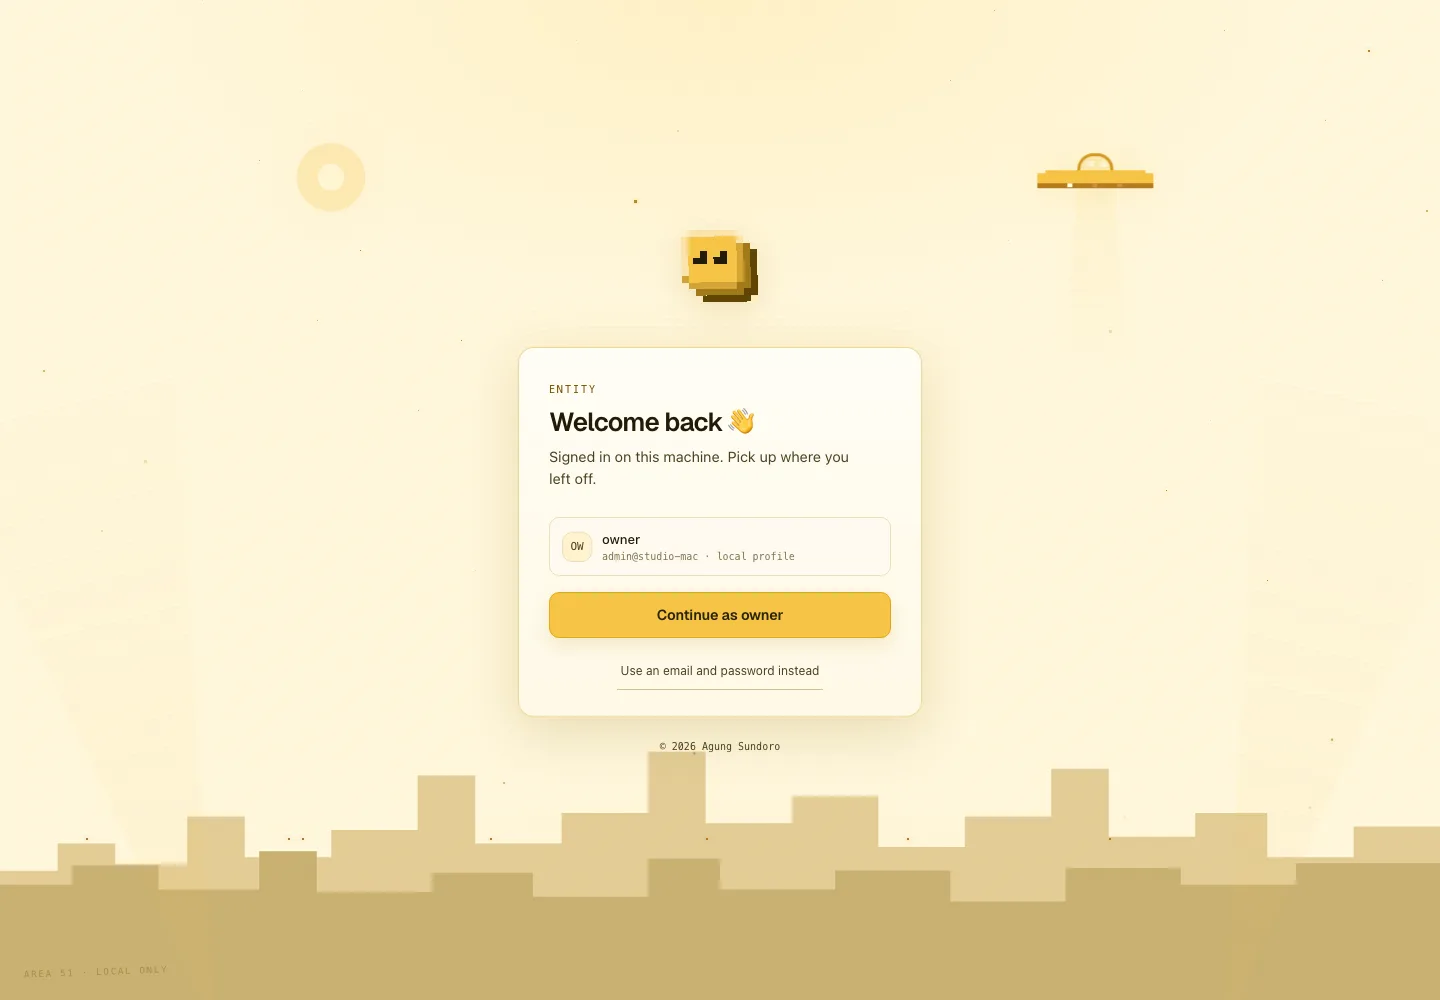 ENTITY
Welcome back 👋
Signed in on this machine. Pick up where you
left off.
OW
owner
admin@studio-mac · local profile
Continue as owner
Use an email and password instead
© 2026 Agung Sundoro
AREA 51 · LOCAL ONLY